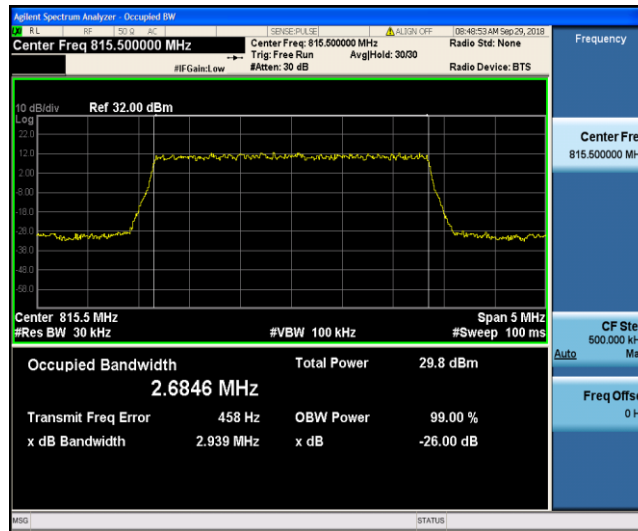 Agilent Spectrum Analyzer - Occupied BW
RL RF 50 Ω AC SENSE:PULSE ALIGN OFF 08:48:53 AM Sep 29, 2018
Center Freq 815.500000 MHz
Center Freq: 815.500000 MHz
Radio Std: None
Trig: Free Run Avg|Hold: 30/30
#IFGain:Low #Atten: 30 dB Radio Device: BTS
10 dB/div Ref 32.00 dBm
Log
22.0
12.0
2.00
-8.00
-18.0
-28.0
-38.0
-48.0
-58.0
Center 815.5 MHz Span 5 MHz
#Res BW 30 kHz #VBW 100 kHz #Sweep 100 ms
Occupied Bandwidth Total Power 29.8 dBm
2.6846 MHz
Transmit Freq Error 458 Hz OBW Power 99.00 %
x dB Bandwidth 2.939 MHz x dB -26.00 dB
MSG STATUS
Frequency
Center Fre
815.500000 MH
CF Ste
500.000 kH
Auto Ma
Freq Offse
0 H